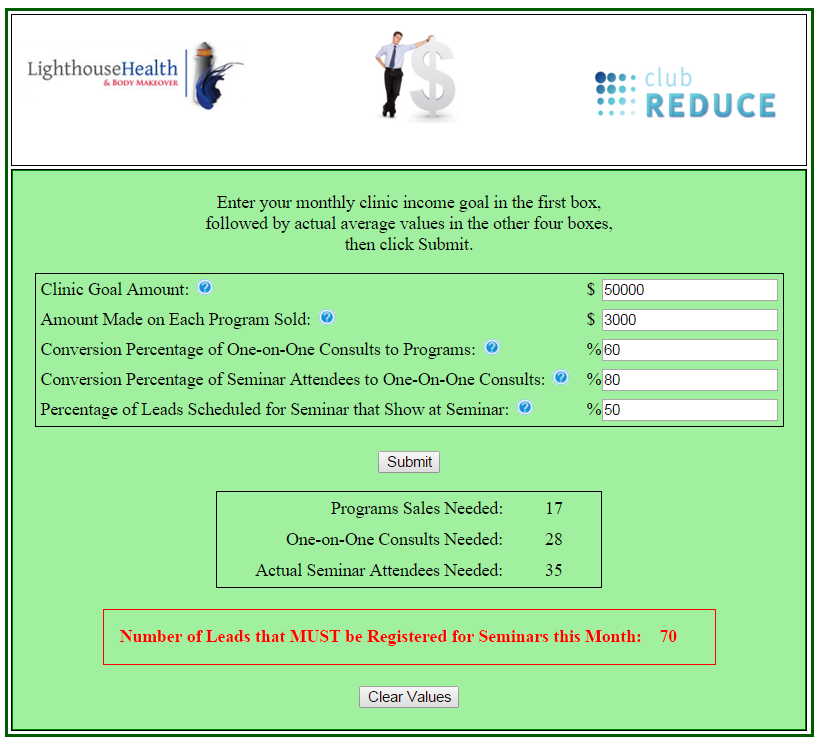 LighthouseHealth
& BODY MAKEOVER
$
club
REDUCE
Enter your monthly clinic income goal in the first box,
followed by actual average values in the other four boxes,
then click Submit.
Clinic Goal Amount: ? $ 50000
Amount Made on Each Program Sold: ? $ 3000
Conversion Percentage of One-on-One Consults to Programs: ? % 60
Conversion Percentage of Seminar Attendees to One-On-One Consults: ? % 80
Percentage of Leads Scheduled for Seminar that Show at Seminar: ? % 50
Submit
Programs Sales Needed: 17
One-on-One Consults Needed: 28
Actual Seminar Attendees Needed: 35
Number of Leads that MUST be Registered for Seminars this Month: 70
Clear Values